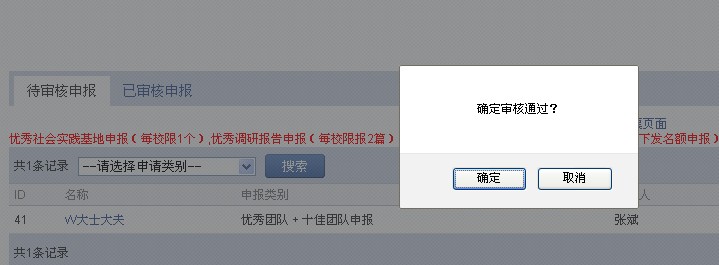 确定审核通过？
确定 取消
待审核申报 已审核申报
页面
优秀社会实践基地申报（每校限1个）,优秀调研报告申报（每校限报2篇） 下发名额申报）
共1条记录 --请选择申请类别-- 搜索
ID 名称 申报类别 人
41 VV大士大夫 优秀团队 + 十佳团队申报 张斌
共1条记录